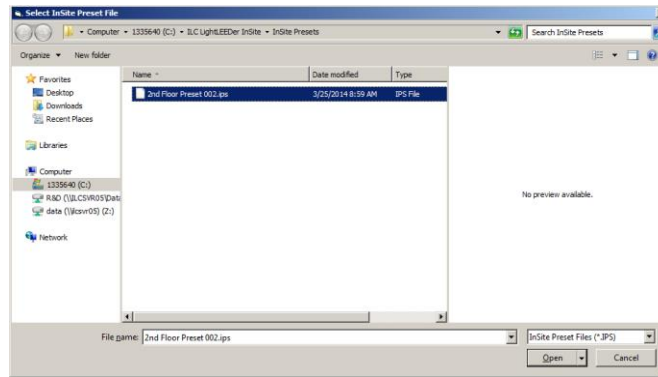 Select InSite Preset File
Computer 1335640 (C:) ILC LightLEEDer InSite InSite Presets
Search InSite Presets
Organize New folder
Favorites
Desktop
Downloads
Recent Places
Libraries
Computer
1335640 (C:)
R&D (\\ILCSVR05\Data
data (\\ilcsvr05) (Z:)
Network
Name Date modified Type
2nd Floor Preset 002.ips 3/25/2014 8:59 AM IPS File
No preview available.
File name: 2nd Floor Preset 002.ips InSite Preset Files (*.IPS)
Open Cancel